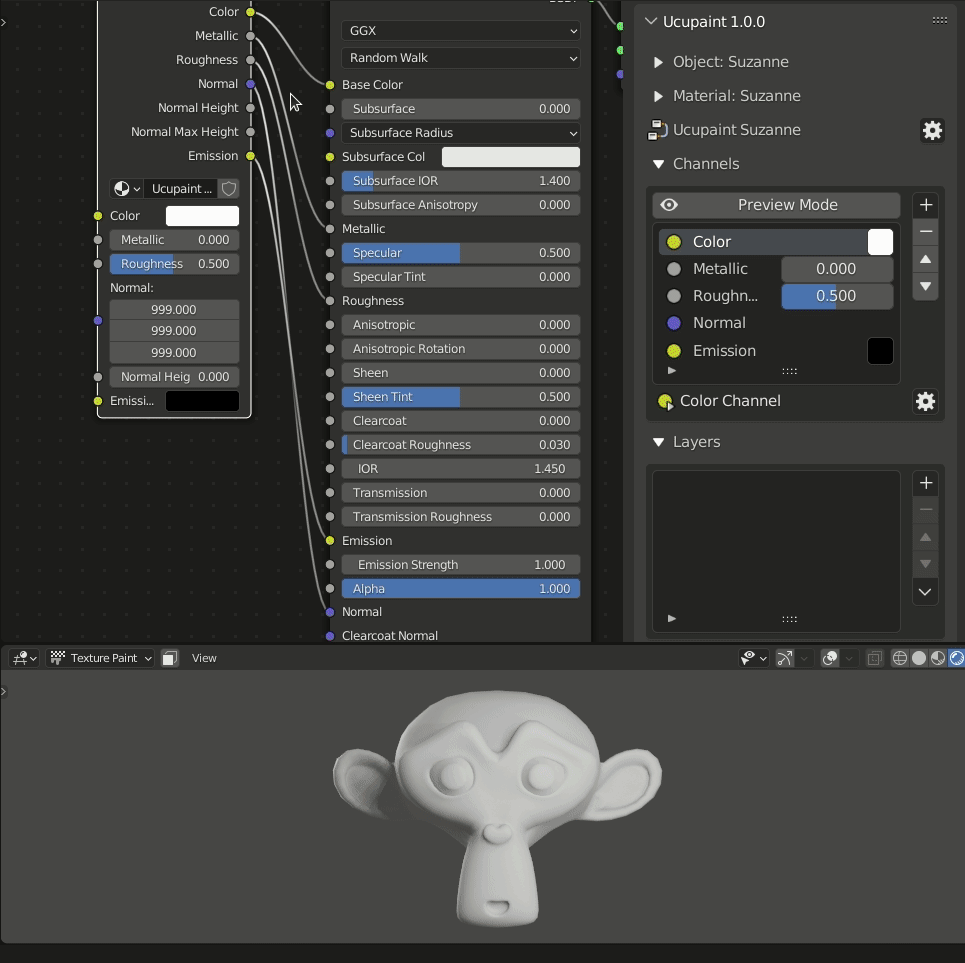 Color
Metallic
Roughness
Normal
Normal Height
Normal Max Height
Emission
Ucupaint ...
Color
Metallic 0.000
Roughness 0.500
Normal:
999.000
999.000
999.000
Normal Heig 0.000
Emissi...
GGX
Random Walk
Base Color
Subsurface 0.000
Subsurface Radius
Subsurface Col
Subsurface IOR 1.400
Subsurface Anisotropy 0.000
Metallic
Specular 0.500
Specular Tint 0.000
Roughness
Anisotropic 0.000
Anisotropic Rotation 0.000
Sheen 0.000
Sheen Tint 0.500
Clearcoat 0.000
Clearcoat Roughness 0.030
IOR 1.450
Transmission 0.000
Transmission Roughness 0.000
Emission
Emission Strength 1.000
Alpha 1.000
Normal
Clearcoat Normal
Ucupaint 1.0.0
Object: Suzanne
Material: Suzanne
Ucupaint Suzanne
Channels
Preview Mode
Color
Metallic 0.000
Roughn... 0.500
Normal
Emission
Color Channel
Layers
Texture Paint View